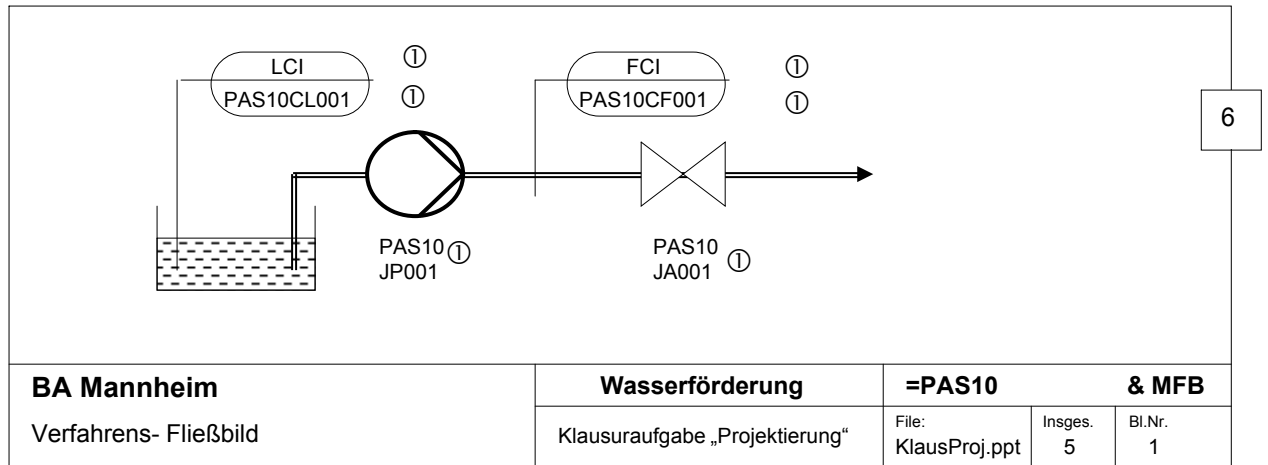 LCI
PAS10CL001
①
①
FCI
PAS10CF001
①
①
6
PAS10
JP001
①
PAS10
JA001
①
BA Mannheim
Verfahrens- Fließbild
Wasserförderung
Klausuraufgabe „Projektierung“
=PAS10 & MFB
File:
KlausProj.ppt
Insges.
5
Bl.Nr.
1